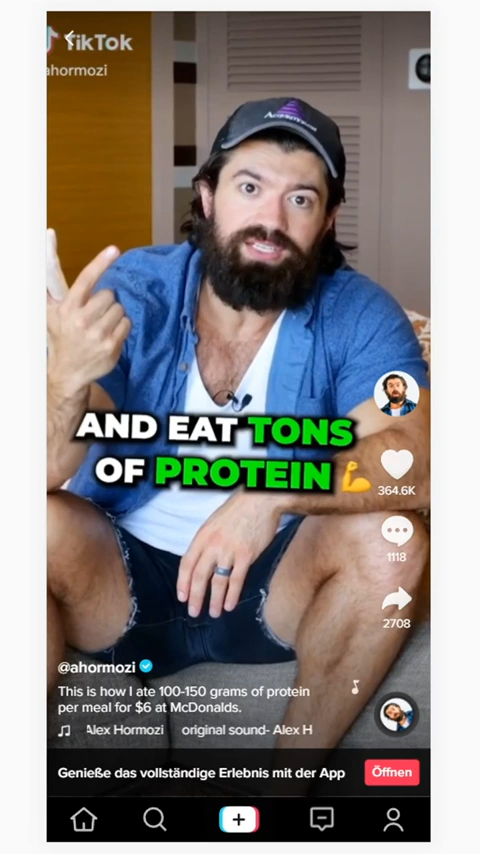 TikTok
ahormozi
AND EAT TONS
OF PROTEIN 💪
364.6K
1118
2708
@ahormozi
This is how I ate 100-150 grams of protein
per meal for $6 at McDonalds.
Alex Hormozi original sound- Alex H
Genieße das vollständige Erlebnis mit der App
Öffnen